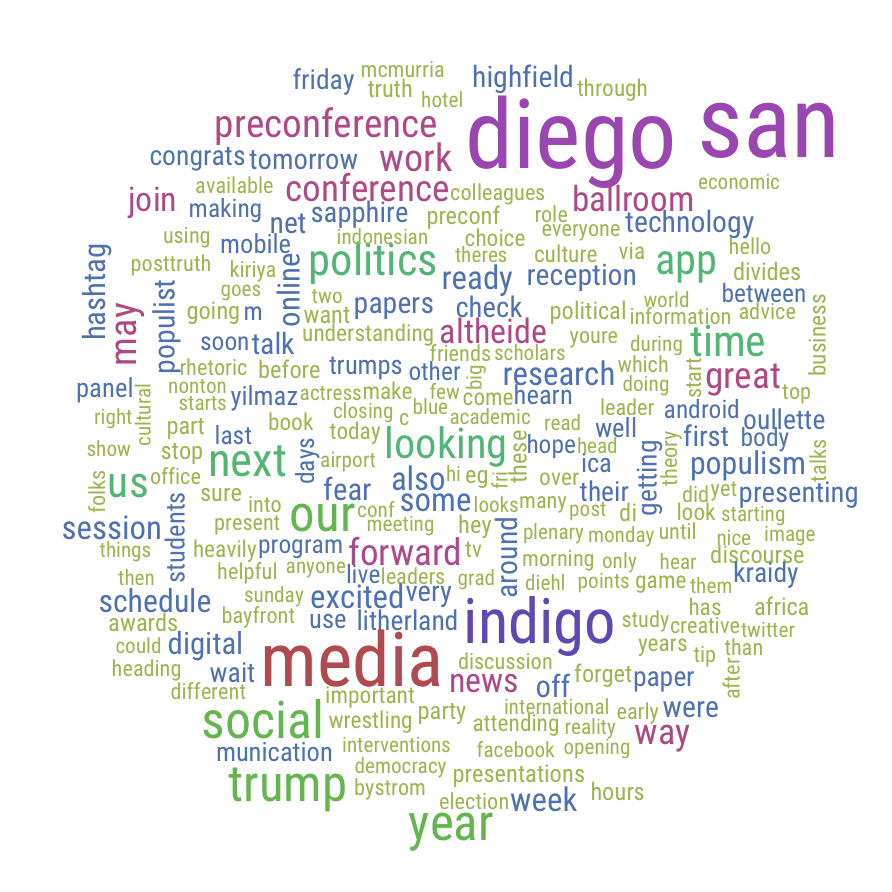 mcmurria
friday
highfield
truth
through
hotel
diego
san
preconference
congrats
tomorrow
work
available
conference
colleagues
economic
join
making
ballroom
sapphire
preconf
role
net
everyone
technology
using
mobile
indonesian
choice
hello
politics
theres
culture
via
app
posttruth
kiriya
divides
hashtag
goes
online
ready
reception
populist
two
papers
check
between
going
m
want
political
world
information
advice
may
understanding
altheide
youre
time
business
soon
talk
friends
scholars
during
rhetoric
before
trumps
other
big
research
which
start
great
panel
nonton
yilmaz
actress
make
few
come
hearn
doing
top
starts
cultural
right
part
book
closing
c
blue
academic
read
leader
android
oullette
last
today
well
first
body
show
stop
looking
these
hope
head
theory
talks
next
days
airport
ica
getting
populism
folks
us
office
fear
also
hi
eg
fri
over
their
did
yet
presenting
sure
into
our
conf
some
looks
many
post
di
look
starting
session
students
present
meeting
hey
around
plenary
monday
until
nice
image
things
heavily
program
forward
tv
morning
only
hear
discourse
then
helpful
anyone
live
leaders
grad
diehl
points
game
them
kraidy
schedule
sunday
excited
very
has
africa
awards
bayfront
use
litherland
indigo
study
creative
twitter
could
digital
media
years
than
heading
wait
discussion
tip
after
different
important
news
off
forget
paper
social
wrestling
party
international
early
were
attending
reality
way
munication
interventions
facebook
opening
democracy
trump
bystrom
presentations
election
week
hours
year